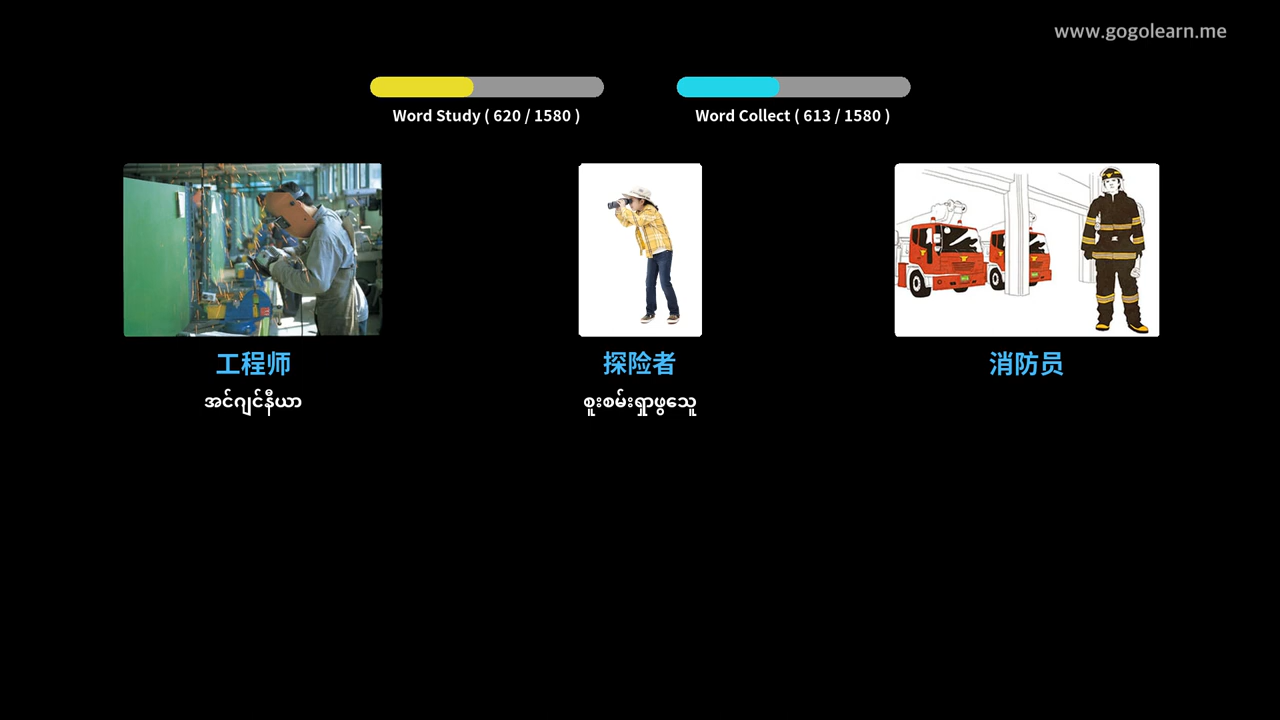 www.gogolearn.me
Word Study ( 620 / 1580 )
Word Collect ( 613 / 1580 )
工程师
探险者
消防员
အင်ဂျင်နီယာ
စူးစမ်းရှာဖွေသူ